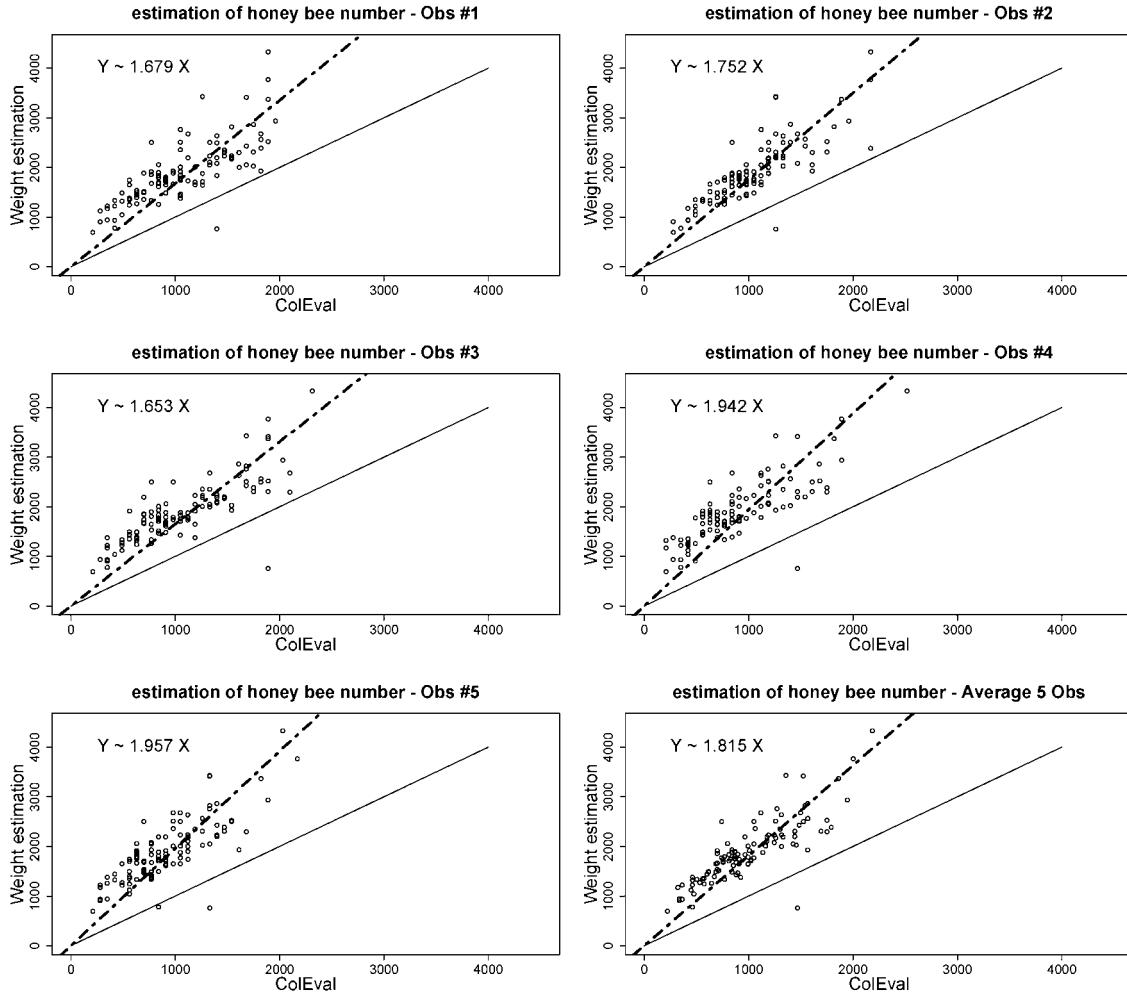 estimation of honey bee number - Obs #1
Y ~ 1.679 X
Weight estimation
0 1000 2000 3000 4000
0 1000 2000 3000 4000
ColEval
estimation of honey bee number - Obs #2
Y ~ 1.752 X
Weight estimation
0 1000 2000 3000 4000
0 1000 2000 3000 4000
ColEval
estimation of honey bee number - Obs #3
Y ~ 1.653 X
Weight estimation
0 1000 2000 3000 4000
0 1000 2000 3000 4000
ColEval
estimation of honey bee number - Obs #4
Y ~ 1.942 X
Weight estimation
0 1000 2000 3000 4000
0 1000 2000 3000 4000
ColEval
estimation of honey bee number - Obs #5
Y ~ 1.957 X
Weight estimation
0 1000 2000 3000 4000
0 1000 2000 3000 4000
ColEval
estimation of honey bee number - Average 5 Obs
Y ~ 1.815 X
Weight estimation
0 1000 2000 3000 4000
0 1000 2000 3000 4000
ColEval